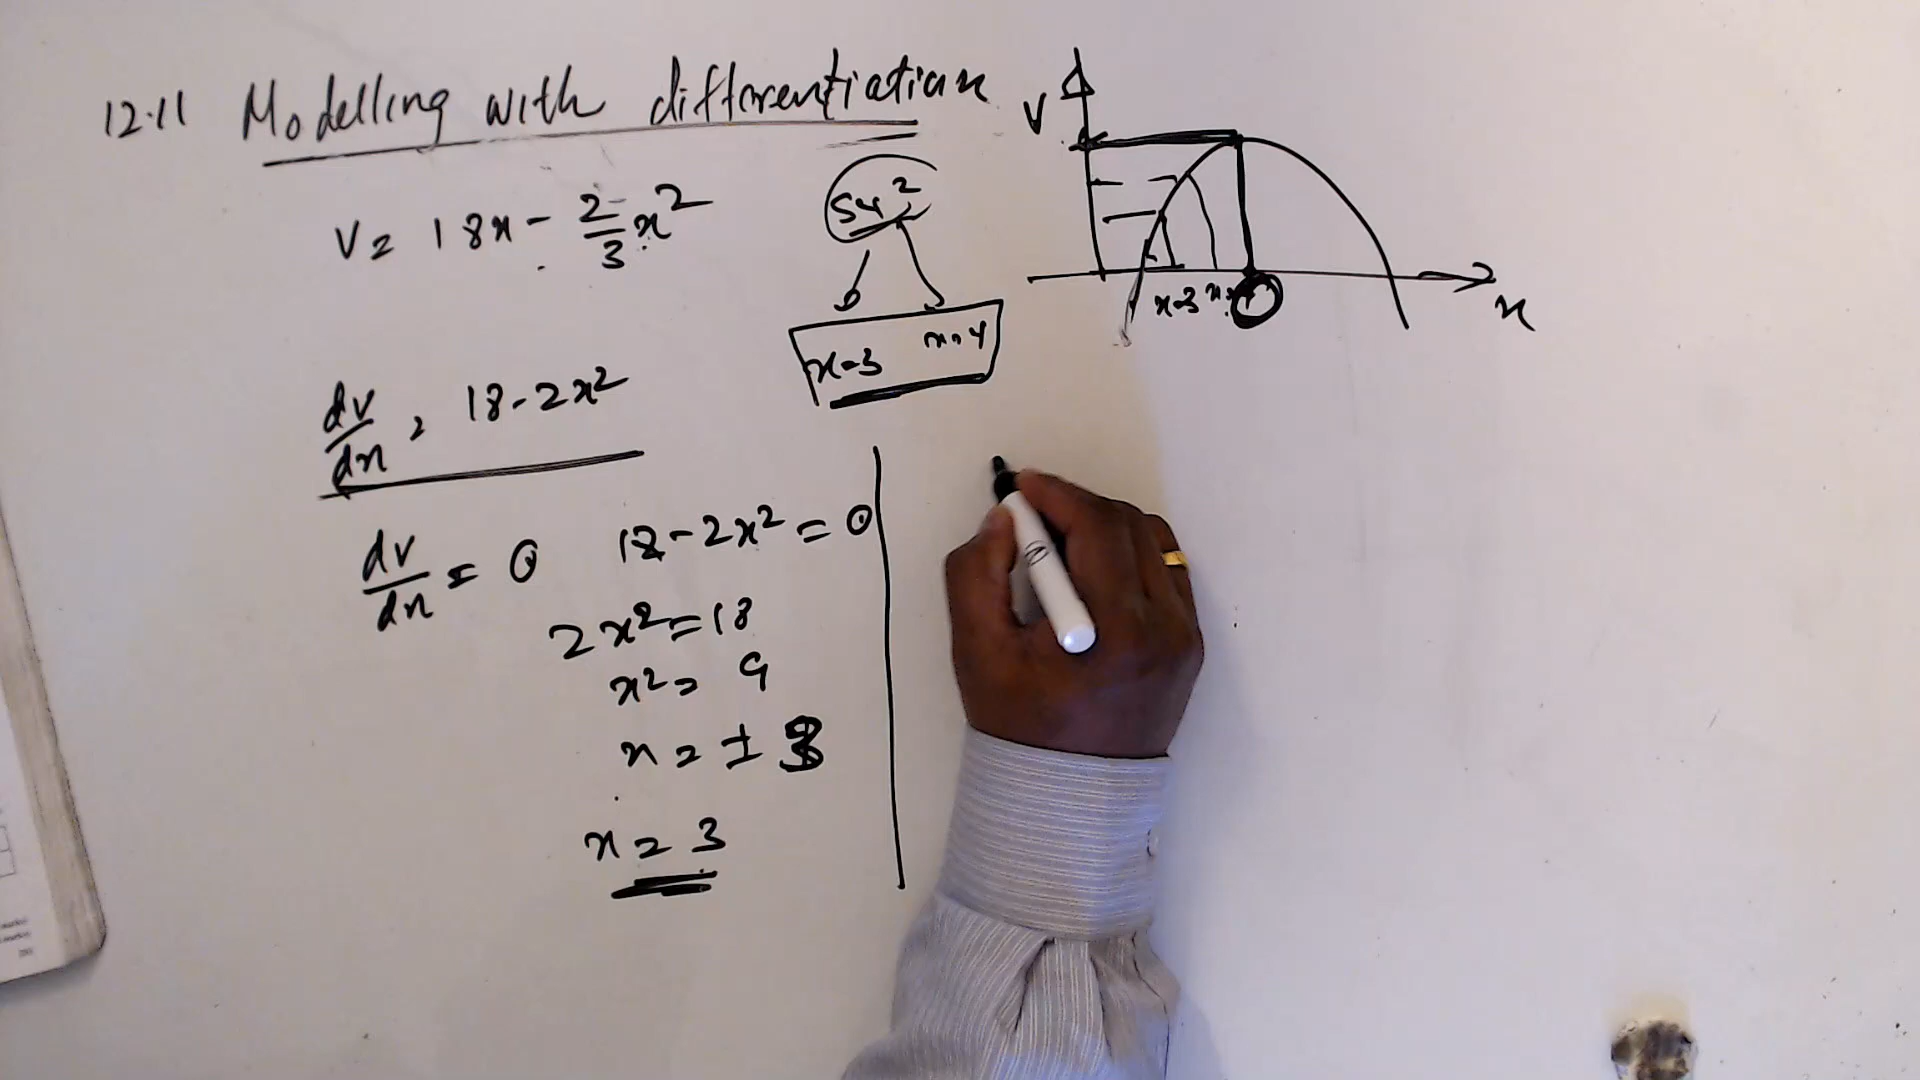 12.11 Modelling with differentiation
V = 18x - 2/3 x²
54²
x=3 x=4
V
x=3
x
dv/dx = 18-2x²
dv/dx = 0 18-2x² = 0
2x² = 18
x² = 9
x = ± 3
x = 3